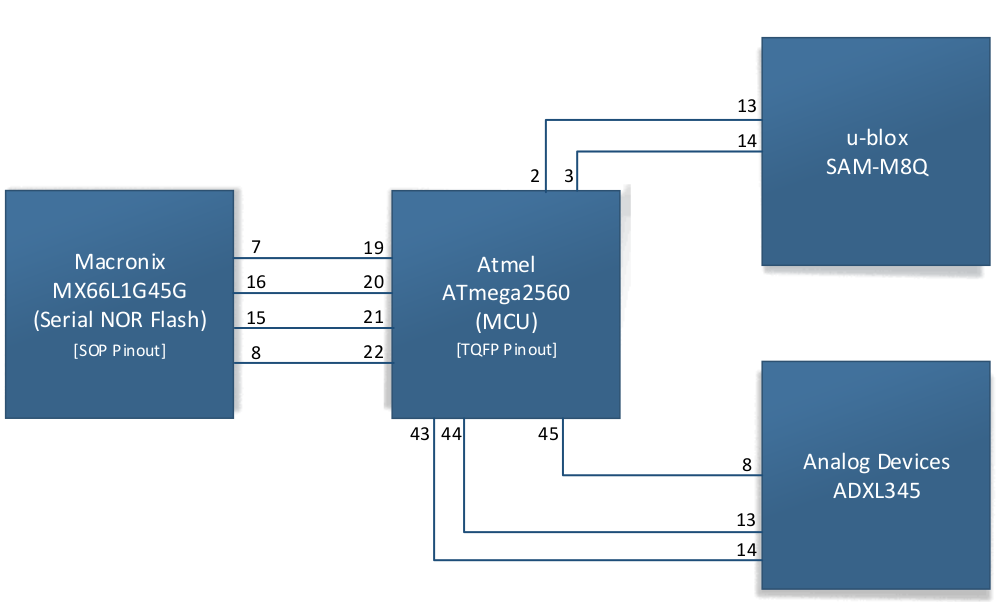 13
14
u-blox
SAM-M8Q
2
3
7
19
16
20
15
21
8
22
Macronix
MX66L1G45G
(Serial NOR Flash)
[SOP Pinout]
Atmel
ATmega2560
(MCU)
[TQFP Pinout]
43
44
45
8
13
14
Analog Devices
ADXL345